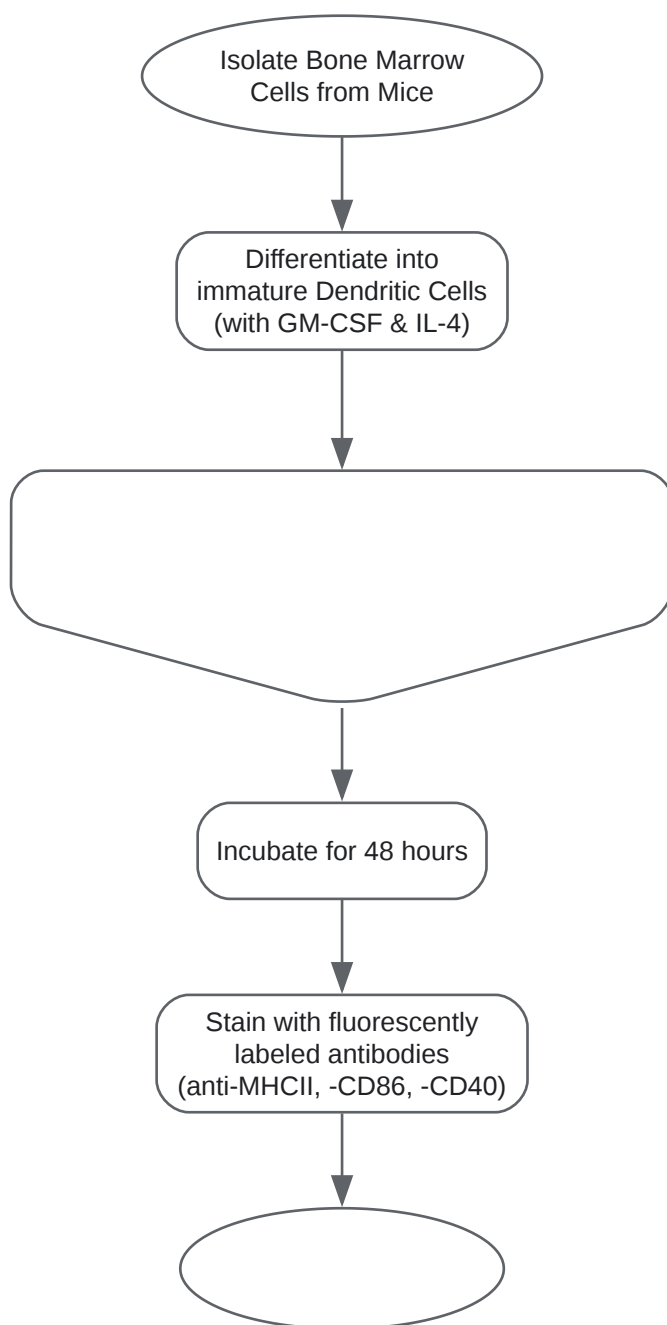 Isolate Bone Marrow
Cells from Mice
Differentiate into
immature Dendritic Cells
(with GM-CSF & IL-4)
Incubate for 48 hours
Stain with fluorescently
labeled antibodies
(anti-MHCII, -CD86, -CD40)